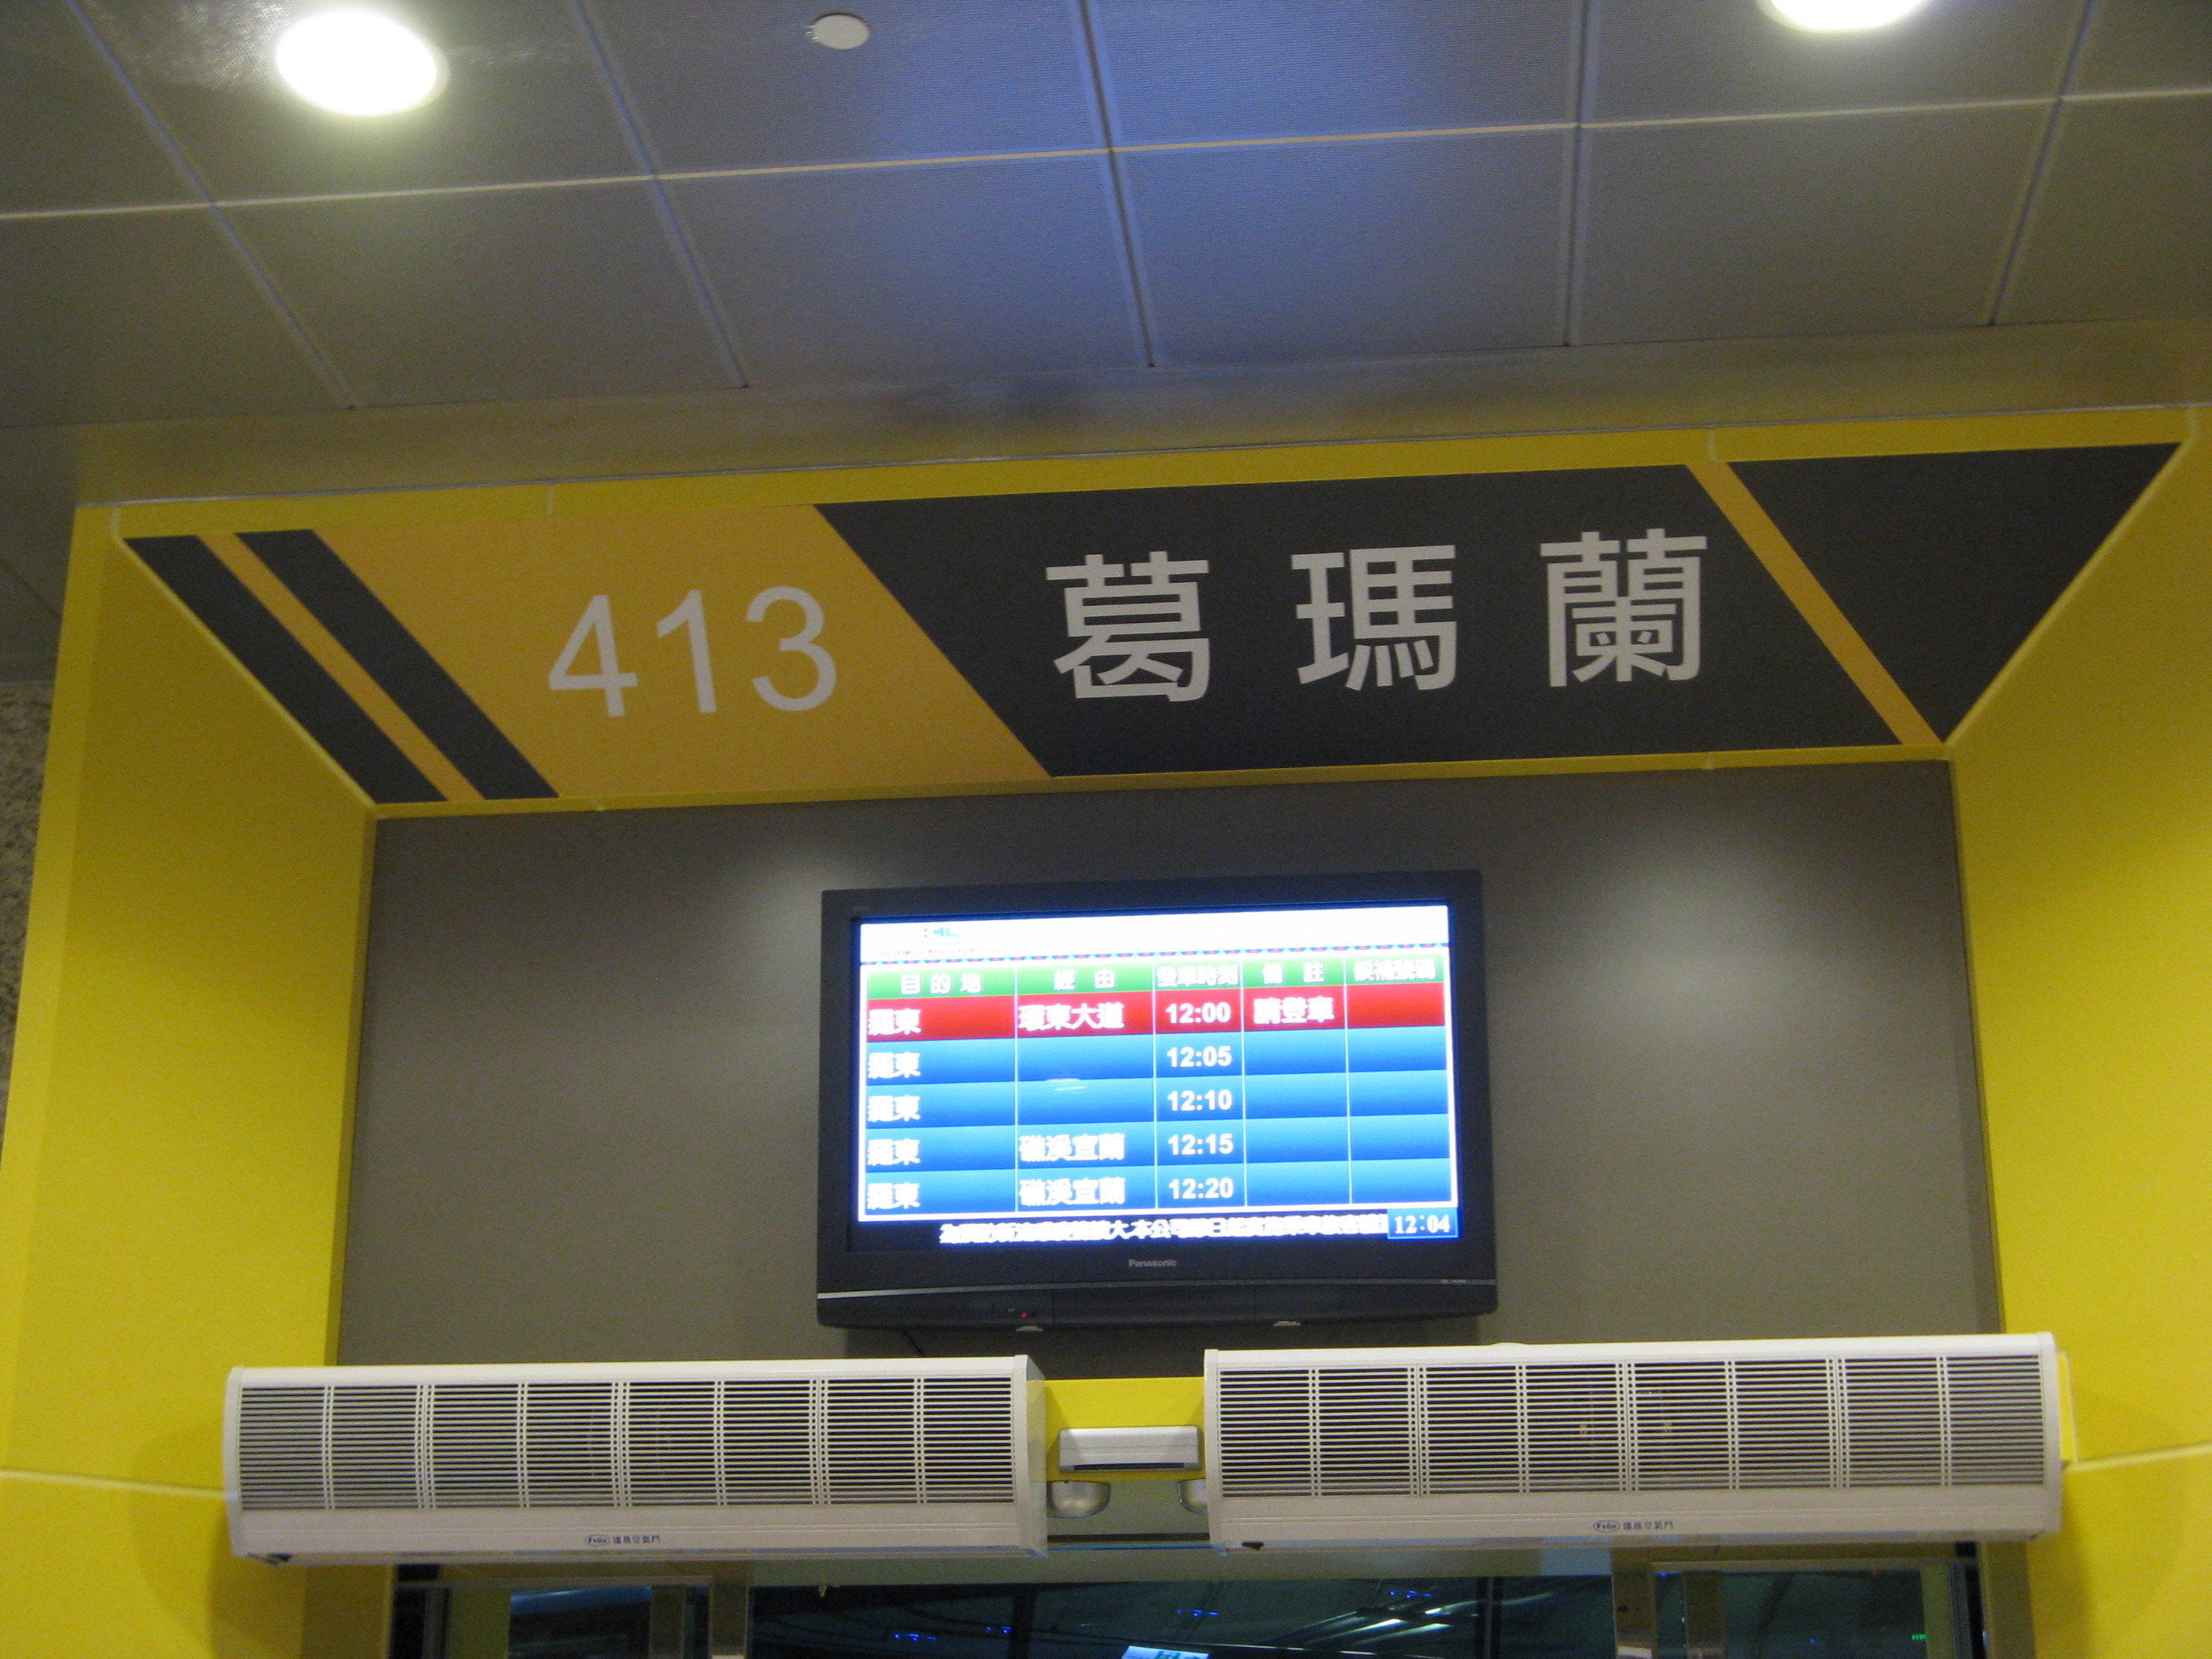 413 葛瑪蘭
目的地 經由 發車時刻 備註 候補號碼
羅東 環東大道 12:00 請登車
羅東 12:05
羅東 12:10
羅東 礁溪宜蘭 12:15
羅東 礁溪宜蘭 12:20
12:04
Panasonic